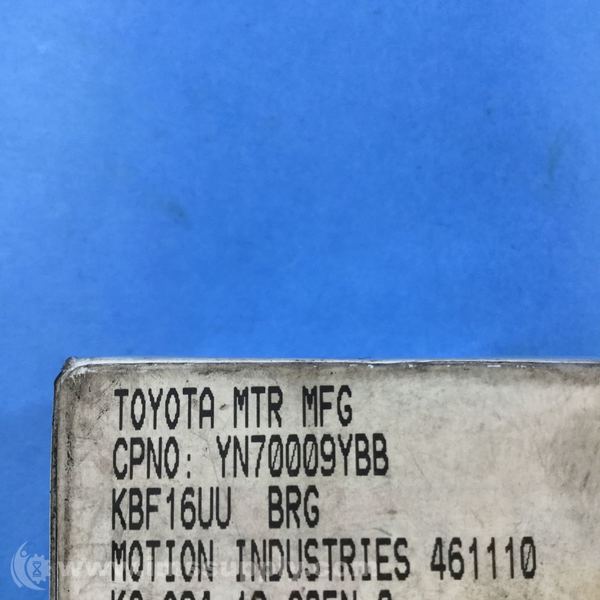 TOYOTA MTR MFG
CPNO: YN70009YBB
KBF16UU BRG
MOTION INDUSTRIES 461110